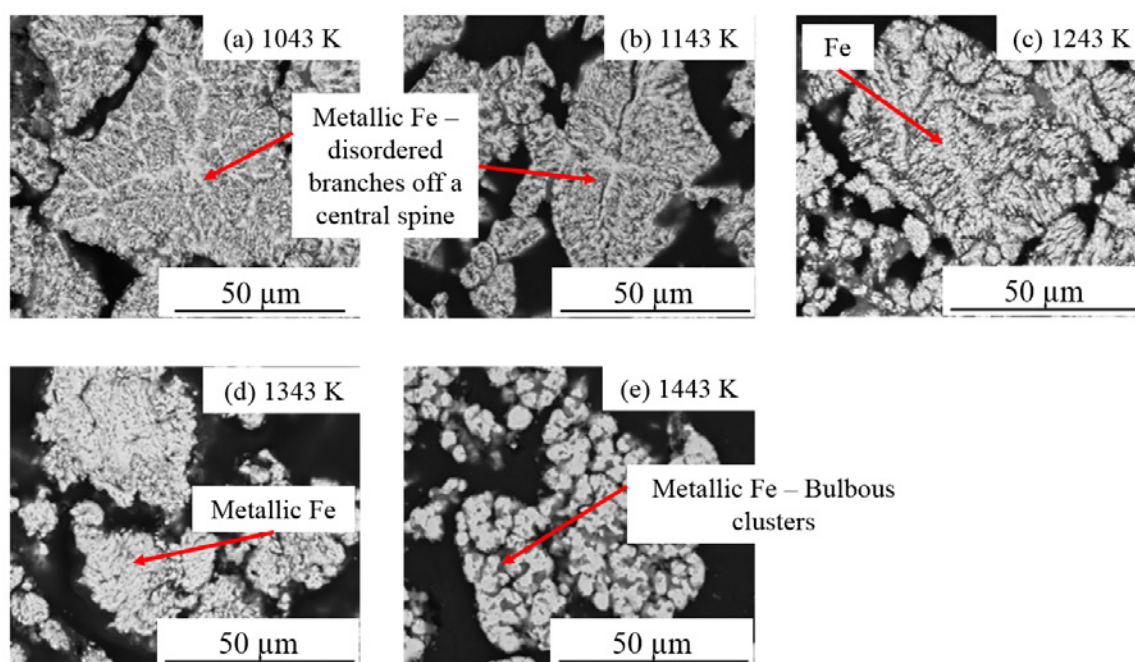 (a) 1043 K
(b) 1143 K
(c) 1243 K
Fe
Metallic Fe –
disordered
branches off a
central spine
50 µm
50 µm
50 µm
(d) 1343 K
(e) 1443 K
Metallic Fe
Metallic Fe – Bulbous
clusters
50 µm
50 µm